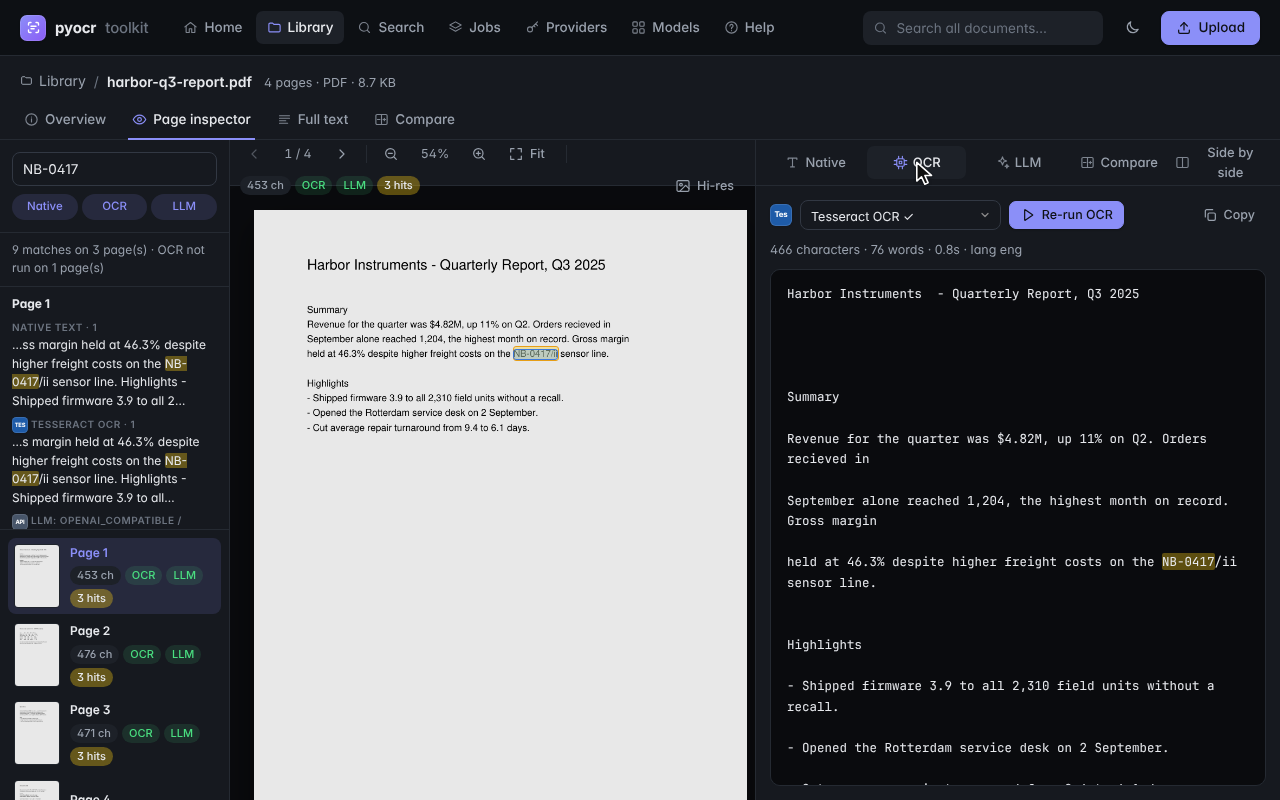 pyocr toolkit
Home
Library
Search
Jobs
Providers
Models
Help
Search all documents...
Upload
Library / harbor-q3-report.pdf 4 pages · PDF · 8.7 KB
Overview
Page inspector
Full text
Compare
NB-0417
Native
OCR
LLM
9 matches on 3 page(s) · OCR not
run on 1 page(s)
Page 1
NATIVE TEXT · 1
...ss margin held at 46.3% despite
higher freight costs on the NB-
0417/ii sensor line. Highlights -
Shipped firmware 3.9 to all 2...
TES TESSERACT OCR · 1
...s margin held at 46.3% despite
higher freight costs on the NB-
0417/ii sensor line. Highlights -
Shipped firmware 3.9 to all...
API LLM: OPENAI_COMPATIBLE /
Page 1
453 ch OCR LLM
3 hits
Page 2
476 ch OCR LLM
3 hits
Page 3
471 ch OCR LLM
3 hits
Page 4
1 / 4
54%
Fit
453 ch OCR LLM 3 hits
Hi-res
Harbor Instruments - Quarterly Report, Q3 2025
Summary
Revenue for the quarter was $4.82M, up 11% on Q2. Orders recieved in
September alone reached 1,204, the highest month on record. Gross margin
held at 46.3% despite higher freight costs on the NB-0417/ii sensor line.
Highlights
- Shipped firmware 3.9 to all 2,310 field units without a recall.
- Opened the Rotterdam service desk on 2 September.
- Cut average repair turnaround from 9.4 to 6.1 days.
Native
OCR
LLM
Compare
Side by
side
Tes
Tesseract OCR ✓
Re-run OCR
Copy
466 characters · 76 words · 0.8s · lang eng
Harbor Instruments - Quarterly Report, Q3 2025
Summary
Revenue for the quarter was $4.82M, up 11% on Q2. Orders
recieved in
September alone reached 1,204, the highest month on record.
Gross margin
held at 46.3% despite higher freight costs on the NB-0417/ii
sensor line.
Highlights
- Shipped firmware 3.9 to all 2,310 field units without a
recall.
- Opened the Rotterdam service desk on 2 September.